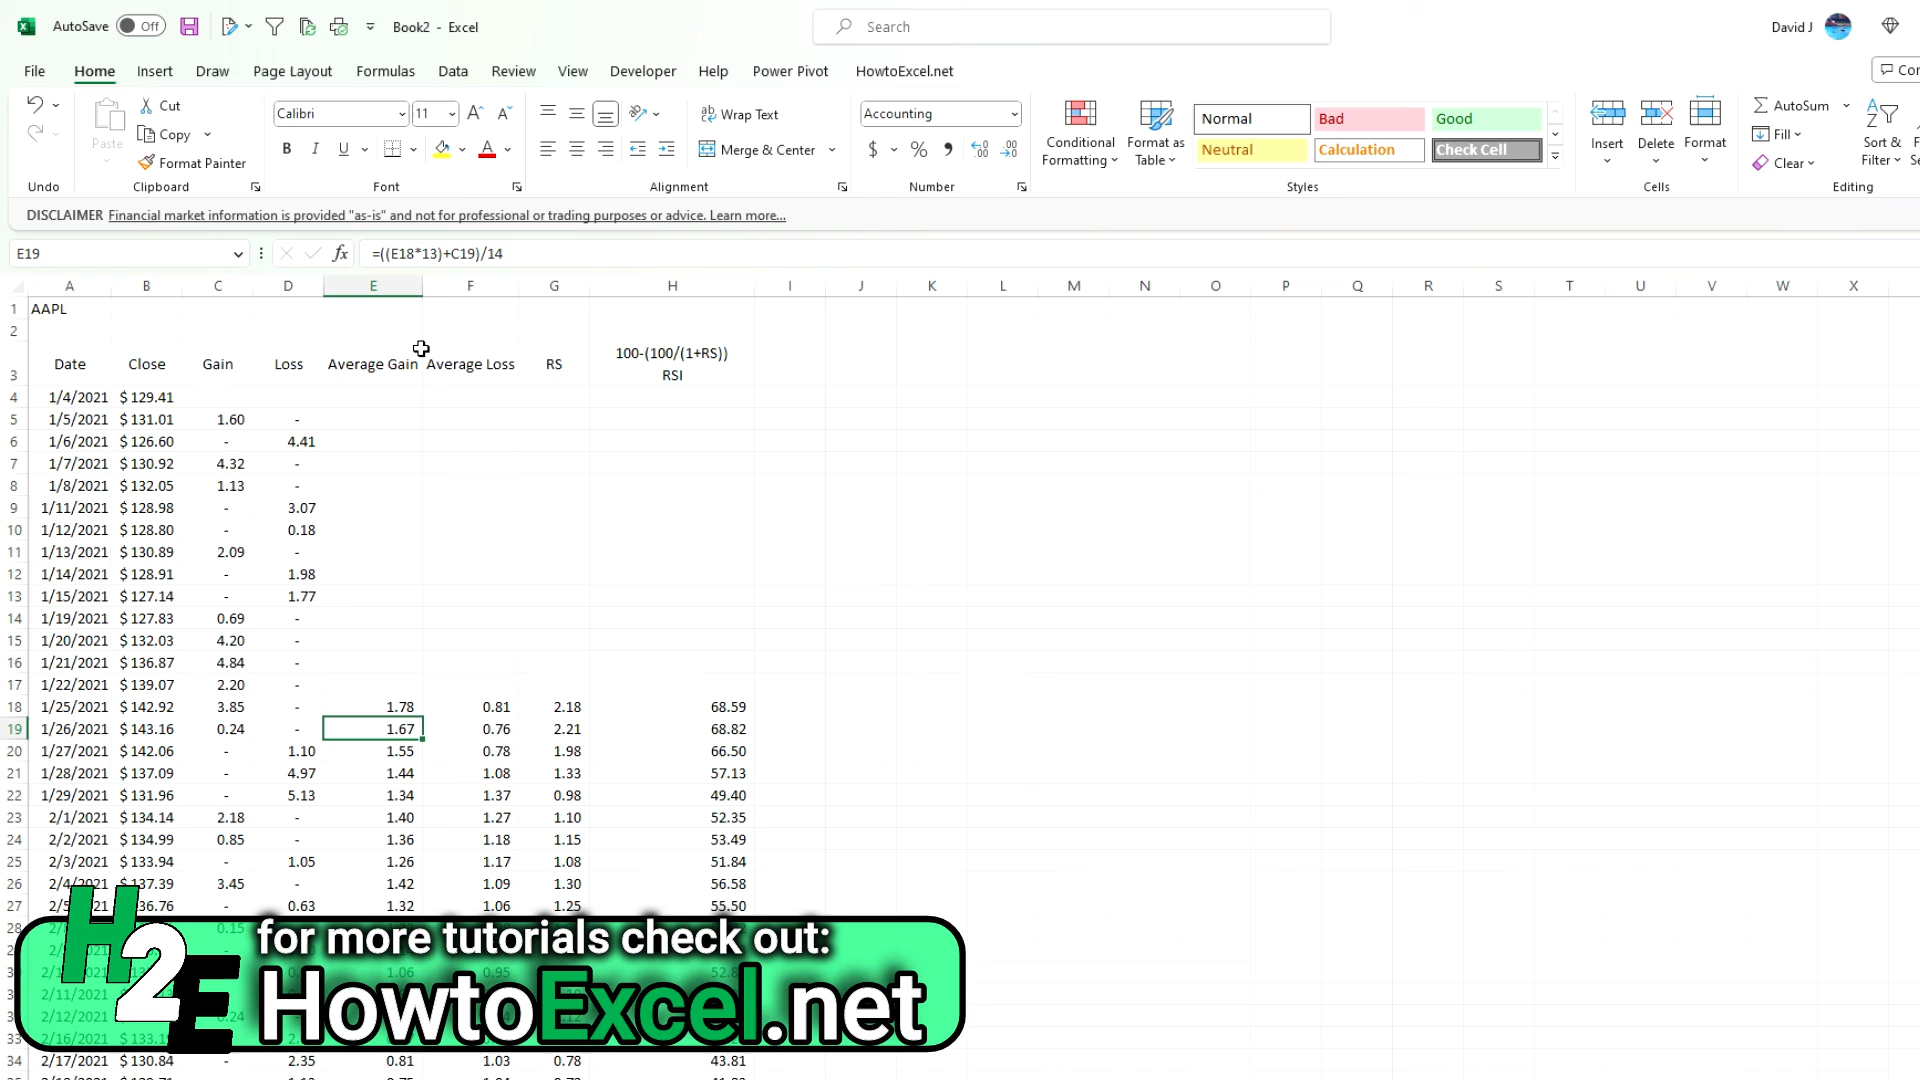 AutoSave Off Book2 - Excel Search David J
File Home Insert Draw Page Layout Formulas Data Review View Developer Help Power Pivot HowtoExcel.net
Cut Calibri 11 Wrap Text Accounting Normal Bad Good AutoSum
Paste Copy Conditional Formatting Format as Table Insert Delete Format Fill Sort & Filter
Format Painter B I U A Merge & Center $ % Neutral Calculation Check Cell Clear
Undo Clipboard Font Alignment Number Styles Cells Editing
DISCLAIMER Financial market information is provided "as-is" and not for professional or trading purposes or advice. Learn more...
E19 fx =((E18*13)+C19)/14
A B C D E F G H I J K L M N O P Q R S T U V W X
1 AAPL
2
100-(100/(1+RS))
3 Date Close Gain Loss Average Gain Average Loss RS RSI
4 1/4/2021 $ 129.41
5 1/5/2021 $ 131.01 1.60 -
6 1/6/2021 $ 126.60 - 4.41
7 1/7/2021 $ 130.92 4.32 -
8 1/8/2021 $ 132.05 1.13 -
9 1/11/2021 $ 128.98 - 3.07
10 1/12/2021 $ 128.80 - 0.18
11 1/13/2021 $ 130.89 2.09 -
12 1/14/2021 $ 128.91 - 1.98
13 1/15/2021 $ 127.14 - 1.77
14 1/19/2021 $ 127.83 0.69 -
15 1/20/2021 $ 132.03 4.20 -
16 1/21/2021 $ 136.87 4.84 -
17 1/22/2021 $ 139.07 2.20 -
18 1/25/2021 $ 142.92 3.85 - 1.78 0.81 2.18 68.59
19 1/26/2021 $ 143.16 0.24 - 1.67 0.76 2.21 68.82
20 1/27/2021 $ 142.06 - 1.10 1.55 0.78 1.98 66.50
21 1/28/2021 $ 137.09 - 4.97 1.44 1.08 1.33 57.13
22 1/29/2021 $ 131.96 - 5.13 1.34 1.37 0.98 49.40
23 2/1/2021 $ 134.14 2.18 - 1.40 1.27 1.10 52.35
24 2/2/2021 $ 134.99 0.85 - 1.36 1.18 1.15 53.49
25 2/3/2021 $ 133.94 - 1.05 1.26 1.17 1.08 51.84
26 2/4 137.39 3.45 - 1.42 1.09 1.30 56.58
27 - 0.63 1.32 1.06 1.25 55.50
H2E
for more tutorials check out:
HowtoExcel.net
34 2/17/2021 $ 130.84 - 2.35 0.81 1.03 0.78 43.81